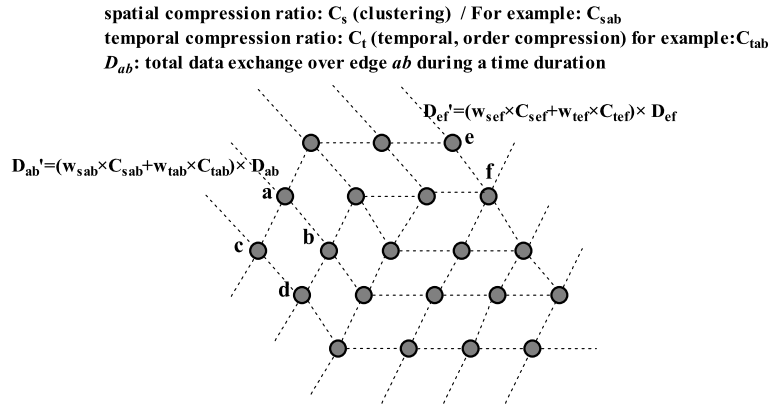 spatial compression ratio: Cs (clustering) / For example: Csab
temporal compression ratio: Ct (temporal, order compression) for example:Ctab
Dab: total data exchange over edge ab during a time duration
Def'=(wsef×Csef+wtef×Ctef)× Def
e
Dab'=(wsab×Csab+wtab×Ctab)× Dab
f
a
b
c
d